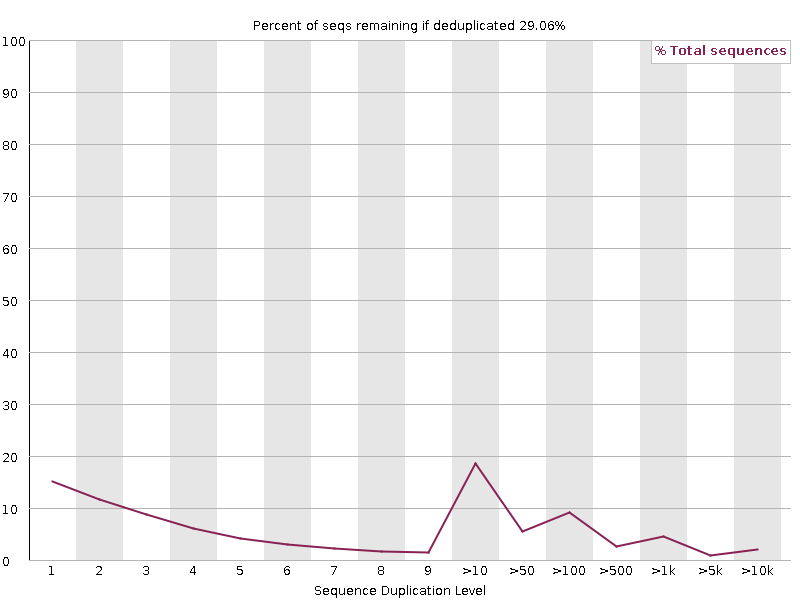 Percent of seqs remaining if deduplicated 29.06%
% Total sequences
100
90
80
70
60
50
40
30
20
10
0
1 2 3 4 5 6 7 8 9 >10 >50 >100 >500 >1k >5k >10k
Sequence Duplication Level